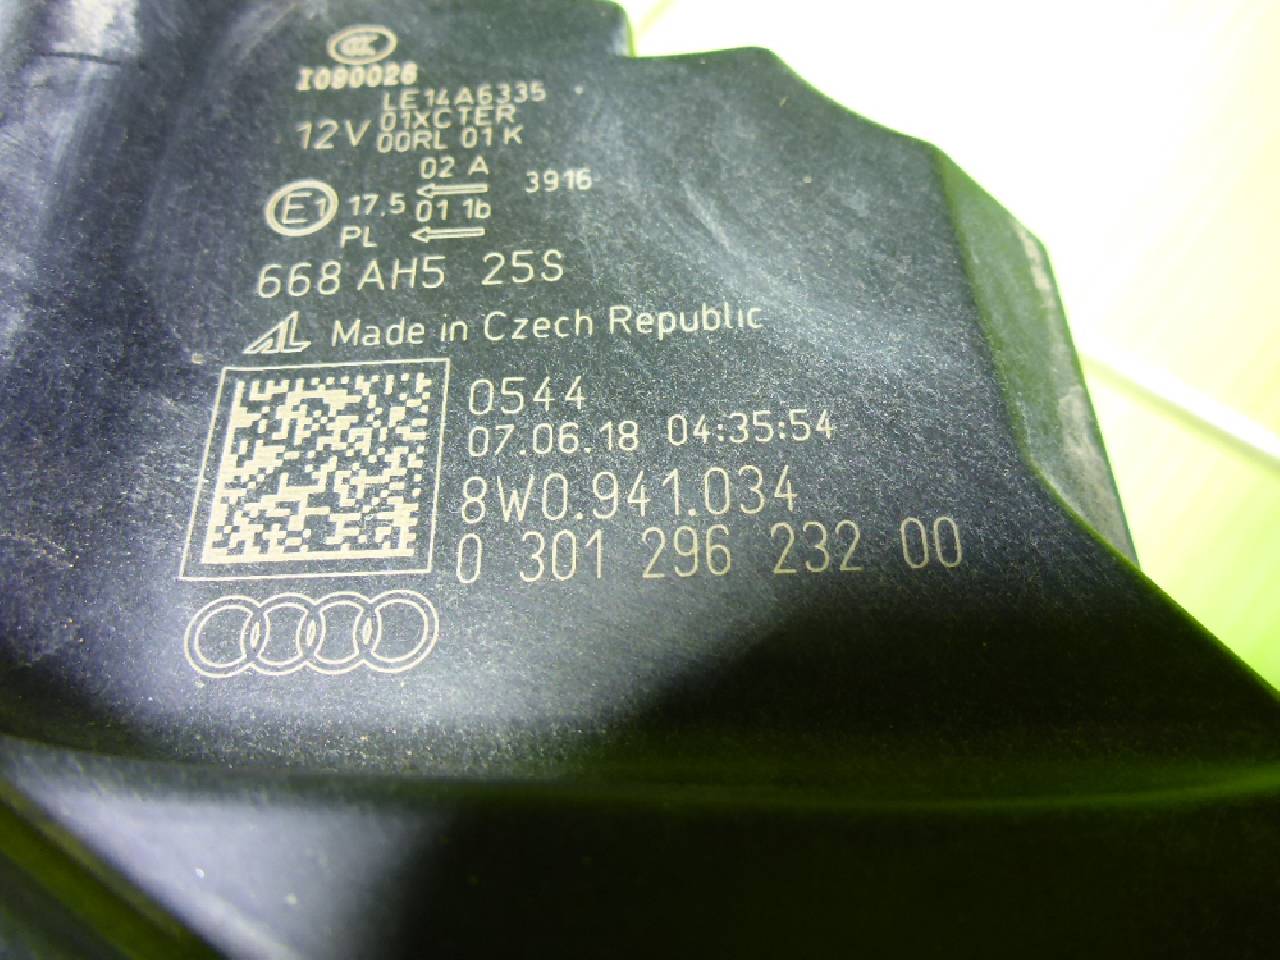 I090026
LE14A6335
01XCTER
12V 00RL 01 K
02 A
3916
E1 17.5 01 1b
PL
668 AH5 25S
AL Made in Czech Republic
0544
07.06.18 04:35:54
8W0.941.034
0 301 296 232 00